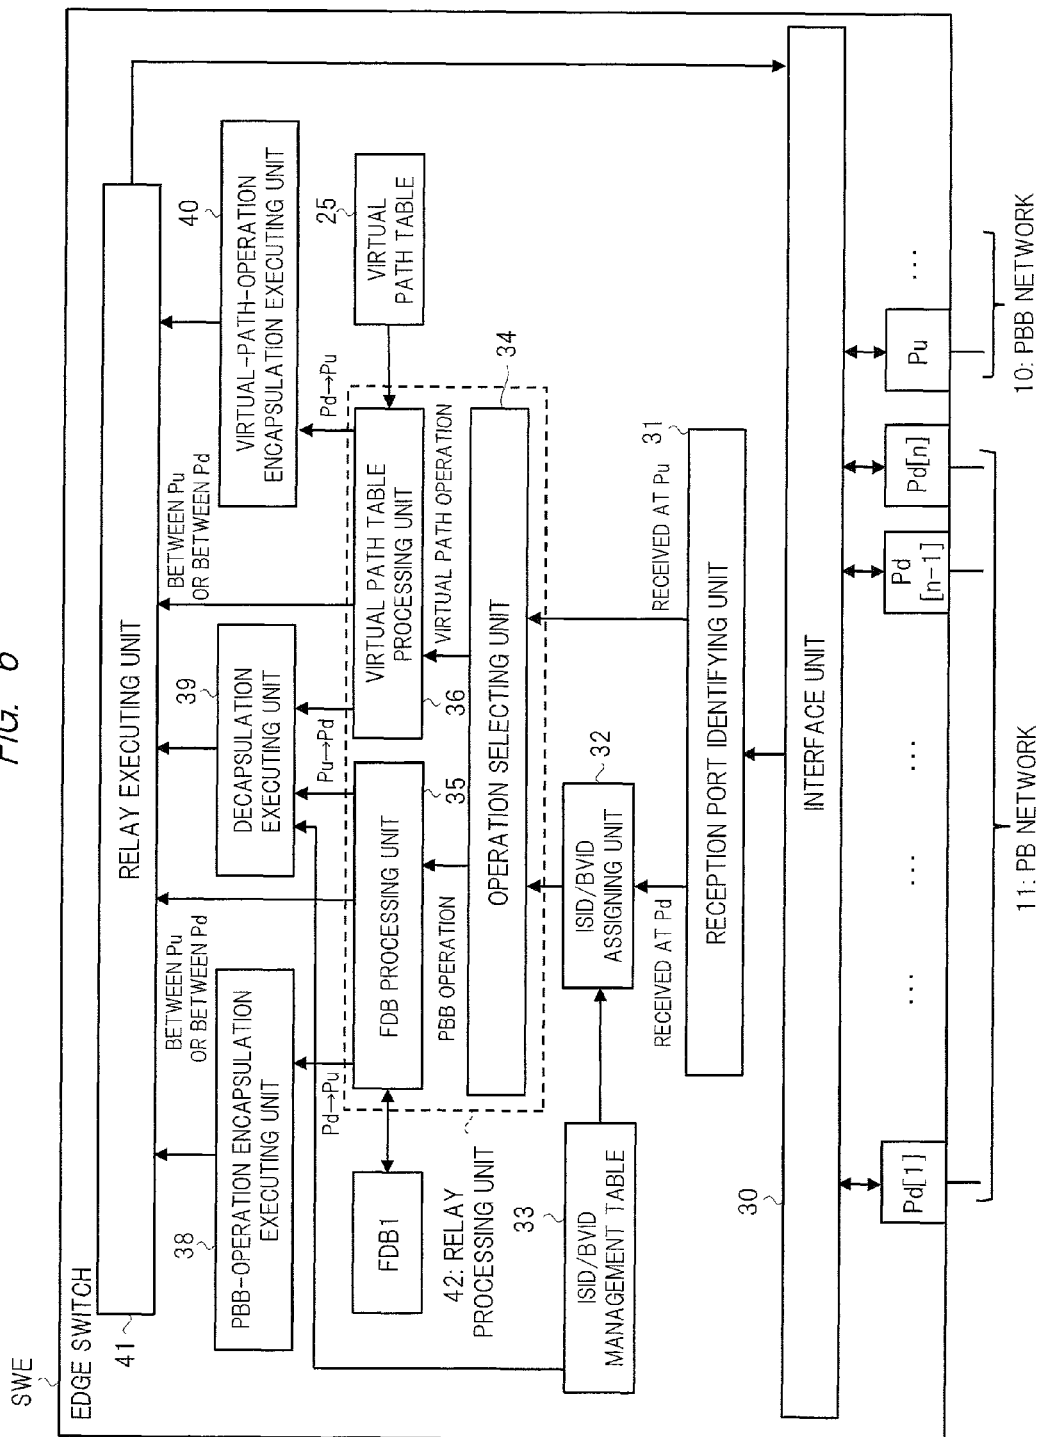 FIG. 6
SWE
EDGE SWITCH
41
RELAY EXECUTING UNIT
38
PBB-OPERATION ENCAPSULATION
EXECUTING UNIT
BETWEEN Pu
OR BETWEEN Pd
39
DECAPSULATION
EXECUTING UNIT
BETWEEN Pu
OR BETWEEN Pd
40
VIRTUAL-PATH-OPERATION
ENCAPSULATION EXECUTING UNIT
Pd→Pu
Pu→Pd
Pd→Pu
FDB1
FDB PROCESSING UNIT
35
VIRTUAL PATH TABLE
PROCESSING UNIT
36
25
VIRTUAL
PATH TABLE
42: RELAY
PROCESSING UNIT
PBB OPERATION
VIRTUAL PATH OPERATION
OPERATION SELECTING UNIT
34
33
ISID/BVID
MANAGEMENT TABLE
ISID/BVID
ASSIGNING UNIT
32
RECEIVED AT Pd
RECEIVED AT Pu
RECEPTION PORT IDENTIFYING UNIT
31
30
INTERFACE UNIT
Pd[1]
...
...
...
Pd
[n-1]
Pd[n]
Pu
...
11: PB NETWORK
10: PBB NETWORK